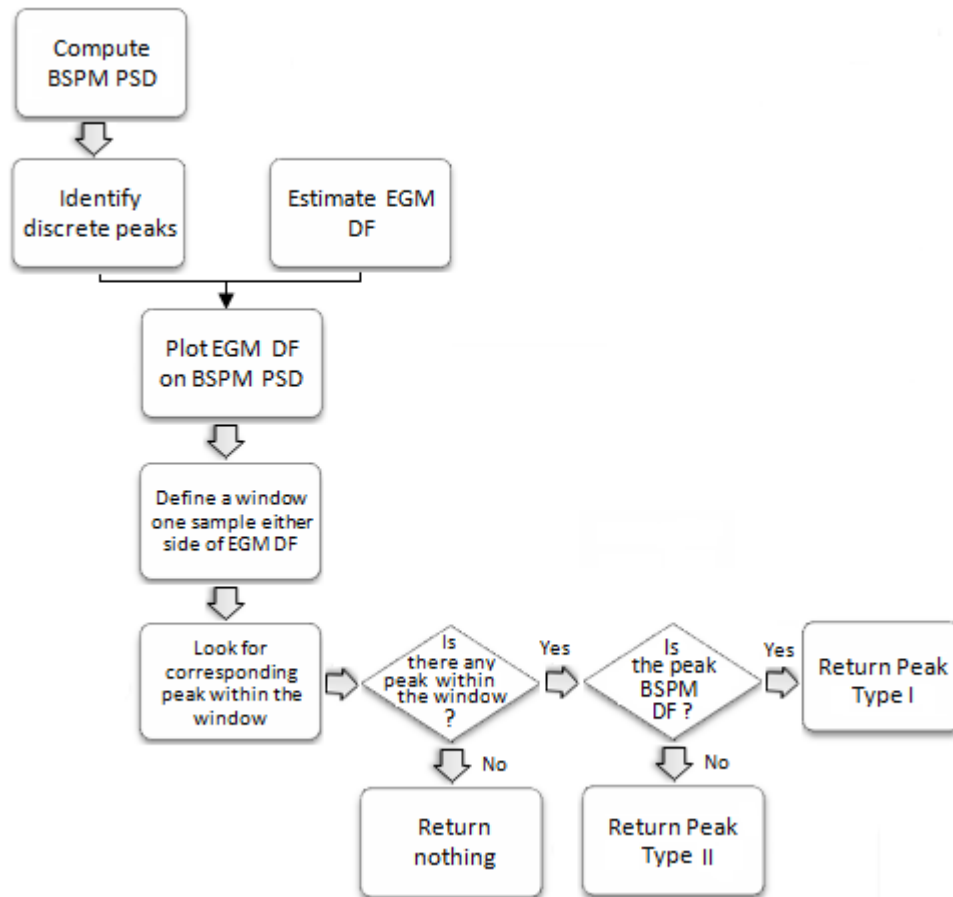 Compute
BSPM PSD
Identify
discrete peaks
Estimate EGM
DF
Plot EGM DF
on BSPM PSD
Define a window
one sample either
side of EGM DF
Look for
corresponding
peak within the
window
Is
there any
peak within
the window
?
Yes
Is
the peak
BSPM
DF ?
Yes
Return Peak
Type I
No
No
Return
nothing
Return Peak
Type II